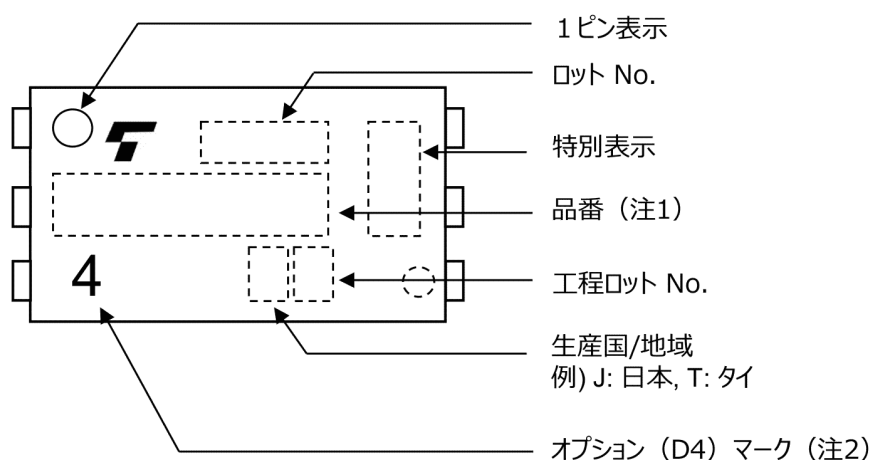 1ピン表示
ロット No.
特別表示
品番（注1）
4
工程ロット No.
生産国/地域
例) J: 日本, T: タイ
オプション（D4）マーク（注2）